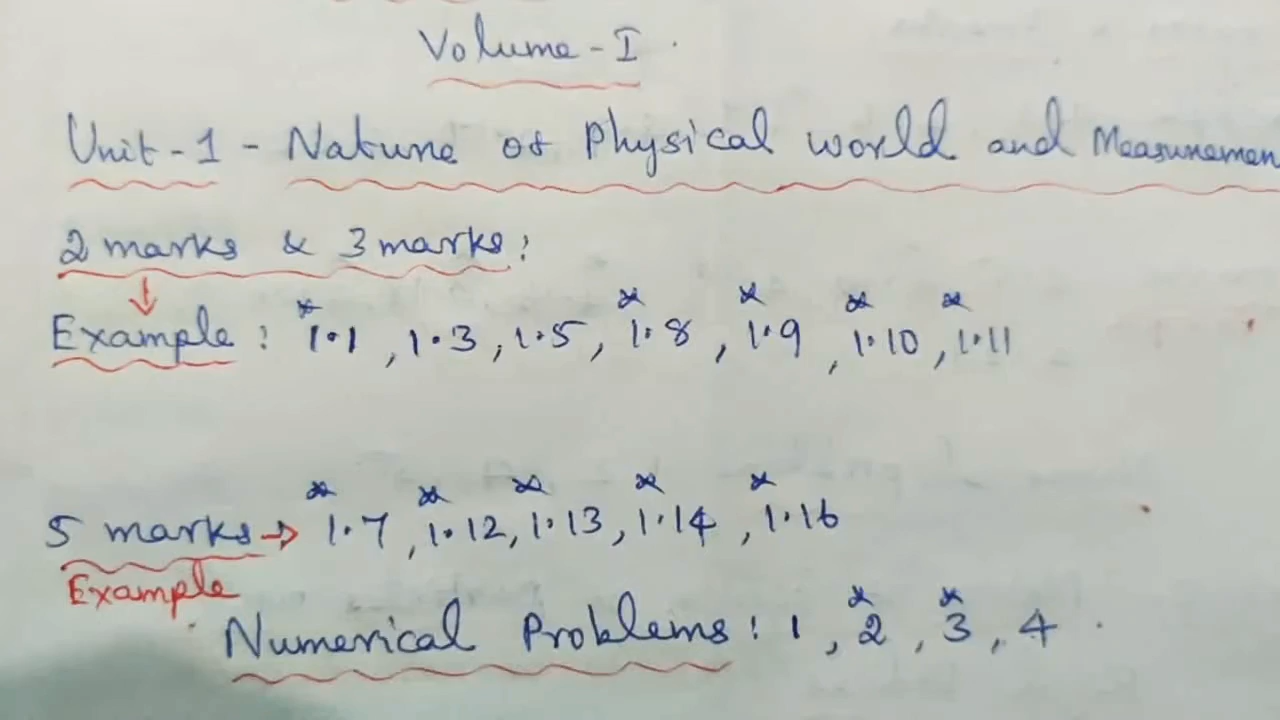 Volume - I
Unit - 1 - Nature of Physical world and Measuremen
2 marks & 3 marks:
Example: *1.1, 1.3, 1.5, *1.8, *1.9, *1.10, *1.11
5 marks → *1.7, *1.12, *1.13, *1.14, *1.16
Example
Numerical Problems: 1, *2, *3, 4.